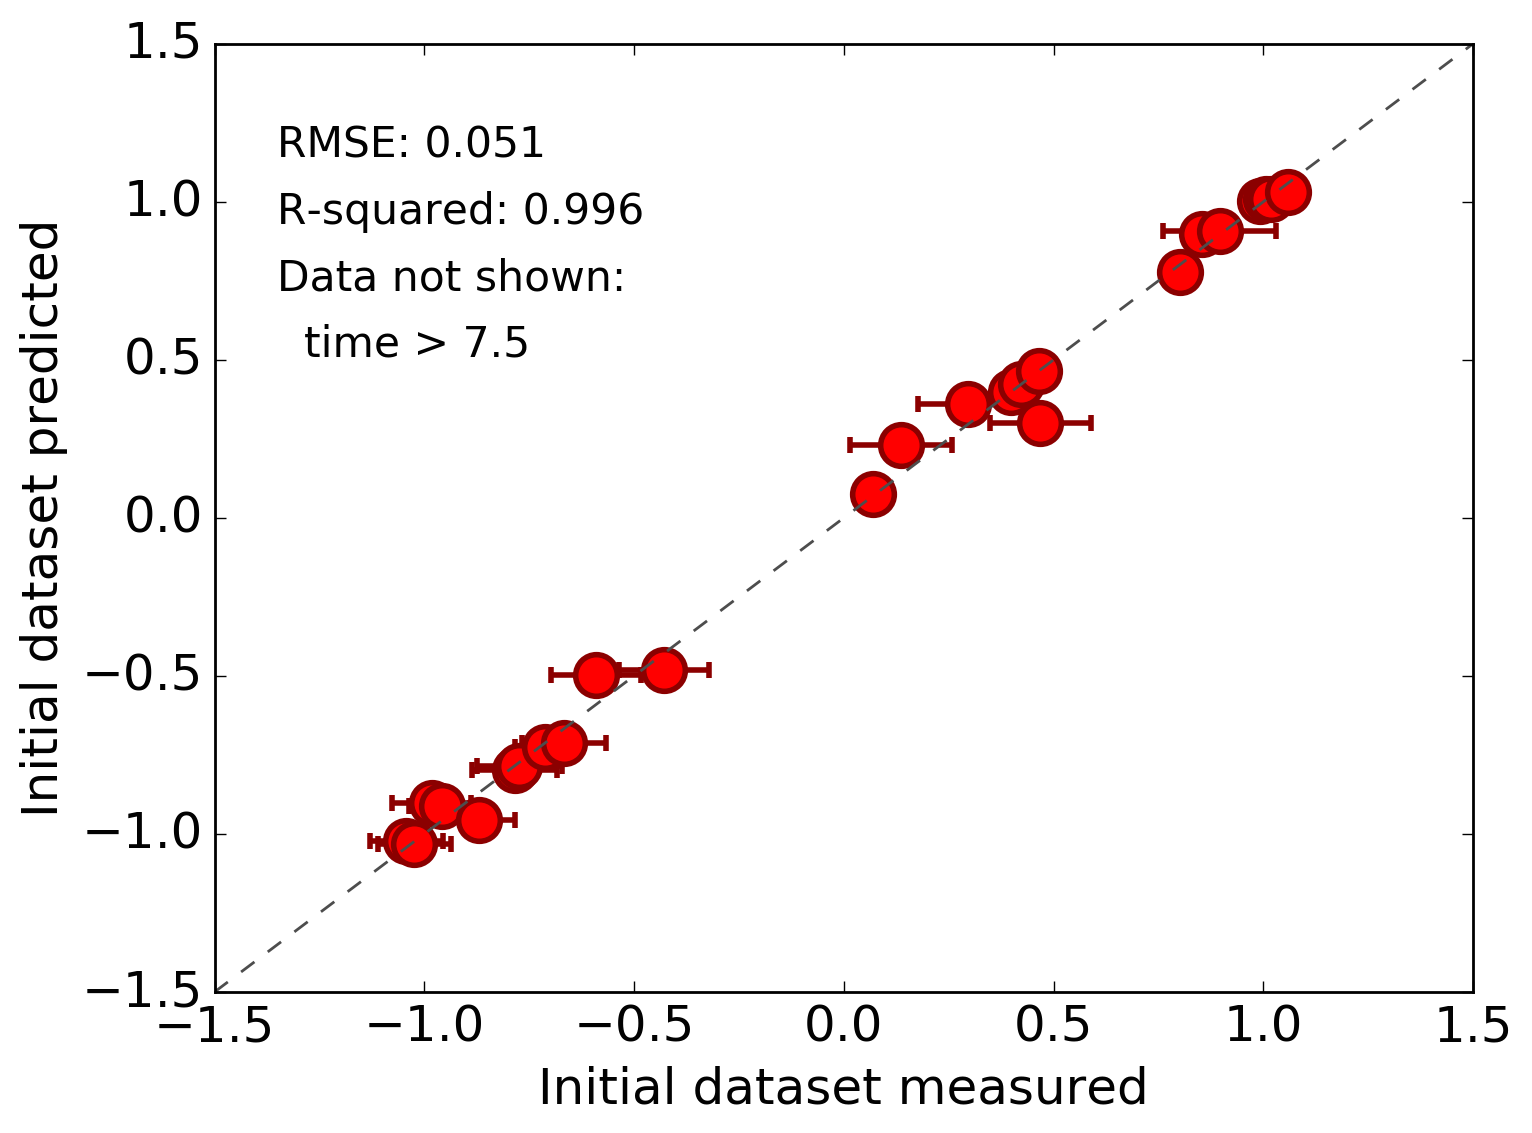 1.5
1.0
0.5
0.0
−0.5
−1.0
−1.5
Initial dataset predicted
RMSE: 0.051
R-squared: 0.996
Data not shown:
time > 7.5
−1.5 −1.0 −0.5 0.0 0.5 1.0 1.5
Initial dataset measured